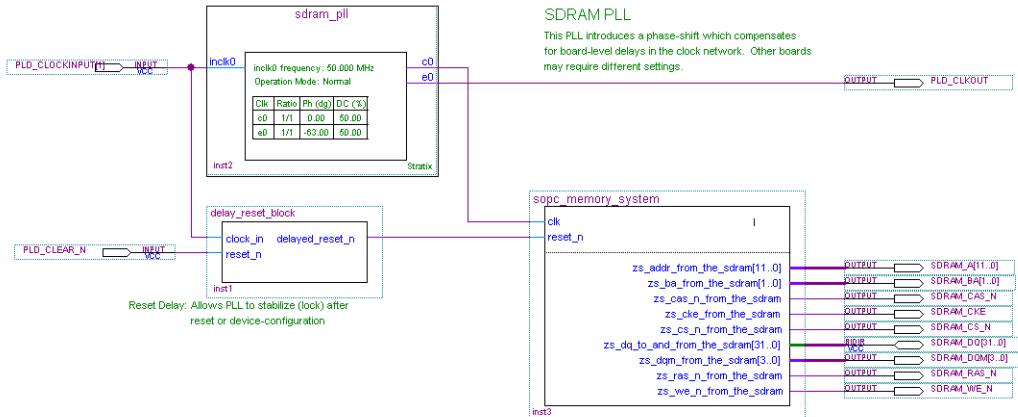 sdram_pll
SDRAM PLL
This PLL introduces a phase-shift which compensates
for board-level delays in the clock network.  Other boards
may require different settings.
PLD_CLOCKINPUT[1] INPUT
VCC
inclk0
c0
e0
inclk0 frequency: 50.000 MHz
Operation Mode: Normal
Clk Ratio Ph (dg) DC (%)
c0 1/1 0.00 50.00
e0 1/1 -63.00 50.00
inst2
Stratix
OUTPUT PLD_CLKOUT
delay_reset_block
clock_in delayed_reset_n
reset_n
inst1
PLD_CLEAR_N INPUT
VCC
Reset Delay: Allows PLL to stabilize (lock) after
reset or device-configuration
sopc_memory_system
clk
reset_n
zs_addr_from_the_sdram[11..0] OUTPUT SDRAM_A[11..0]
zs_ba_from_the_sdram[1..0] OUTPUT SDRAM_BA[1..0]
zs_cas_n_from_the_sdram OUTPUT SDRAM_CAS_N
zs_cke_from_the_sdram OUTPUT SDRAM_CKE
zs_cs_n_from_the_sdram OUTPUT SDRAM_CS_N
zs_dq_to_and_from_the_sdram[31..0] BIDIR SDRAM_DQ[31..0]
VCC
zs_dqm_from_the_sdram[3..0] OUTPUT SDRAM_DQM[3..0]
zs_ras_n_from_the_sdram OUTPUT SDRAM_RAS_N
zs_we_n_from_the_sdram OUTPUT SDRAM_WE_N
inst3